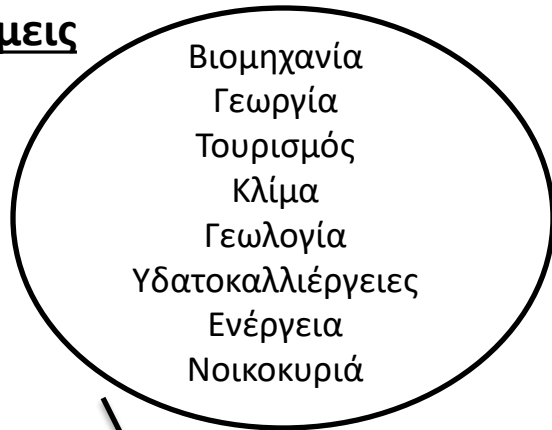 μεις
Βιομηχανία
Γεωργία
Τουρισμός
Κλίμα
Γεωλογία
Υδατοκαλλιέργειες
Ενέργεια
Νοικοκυριά